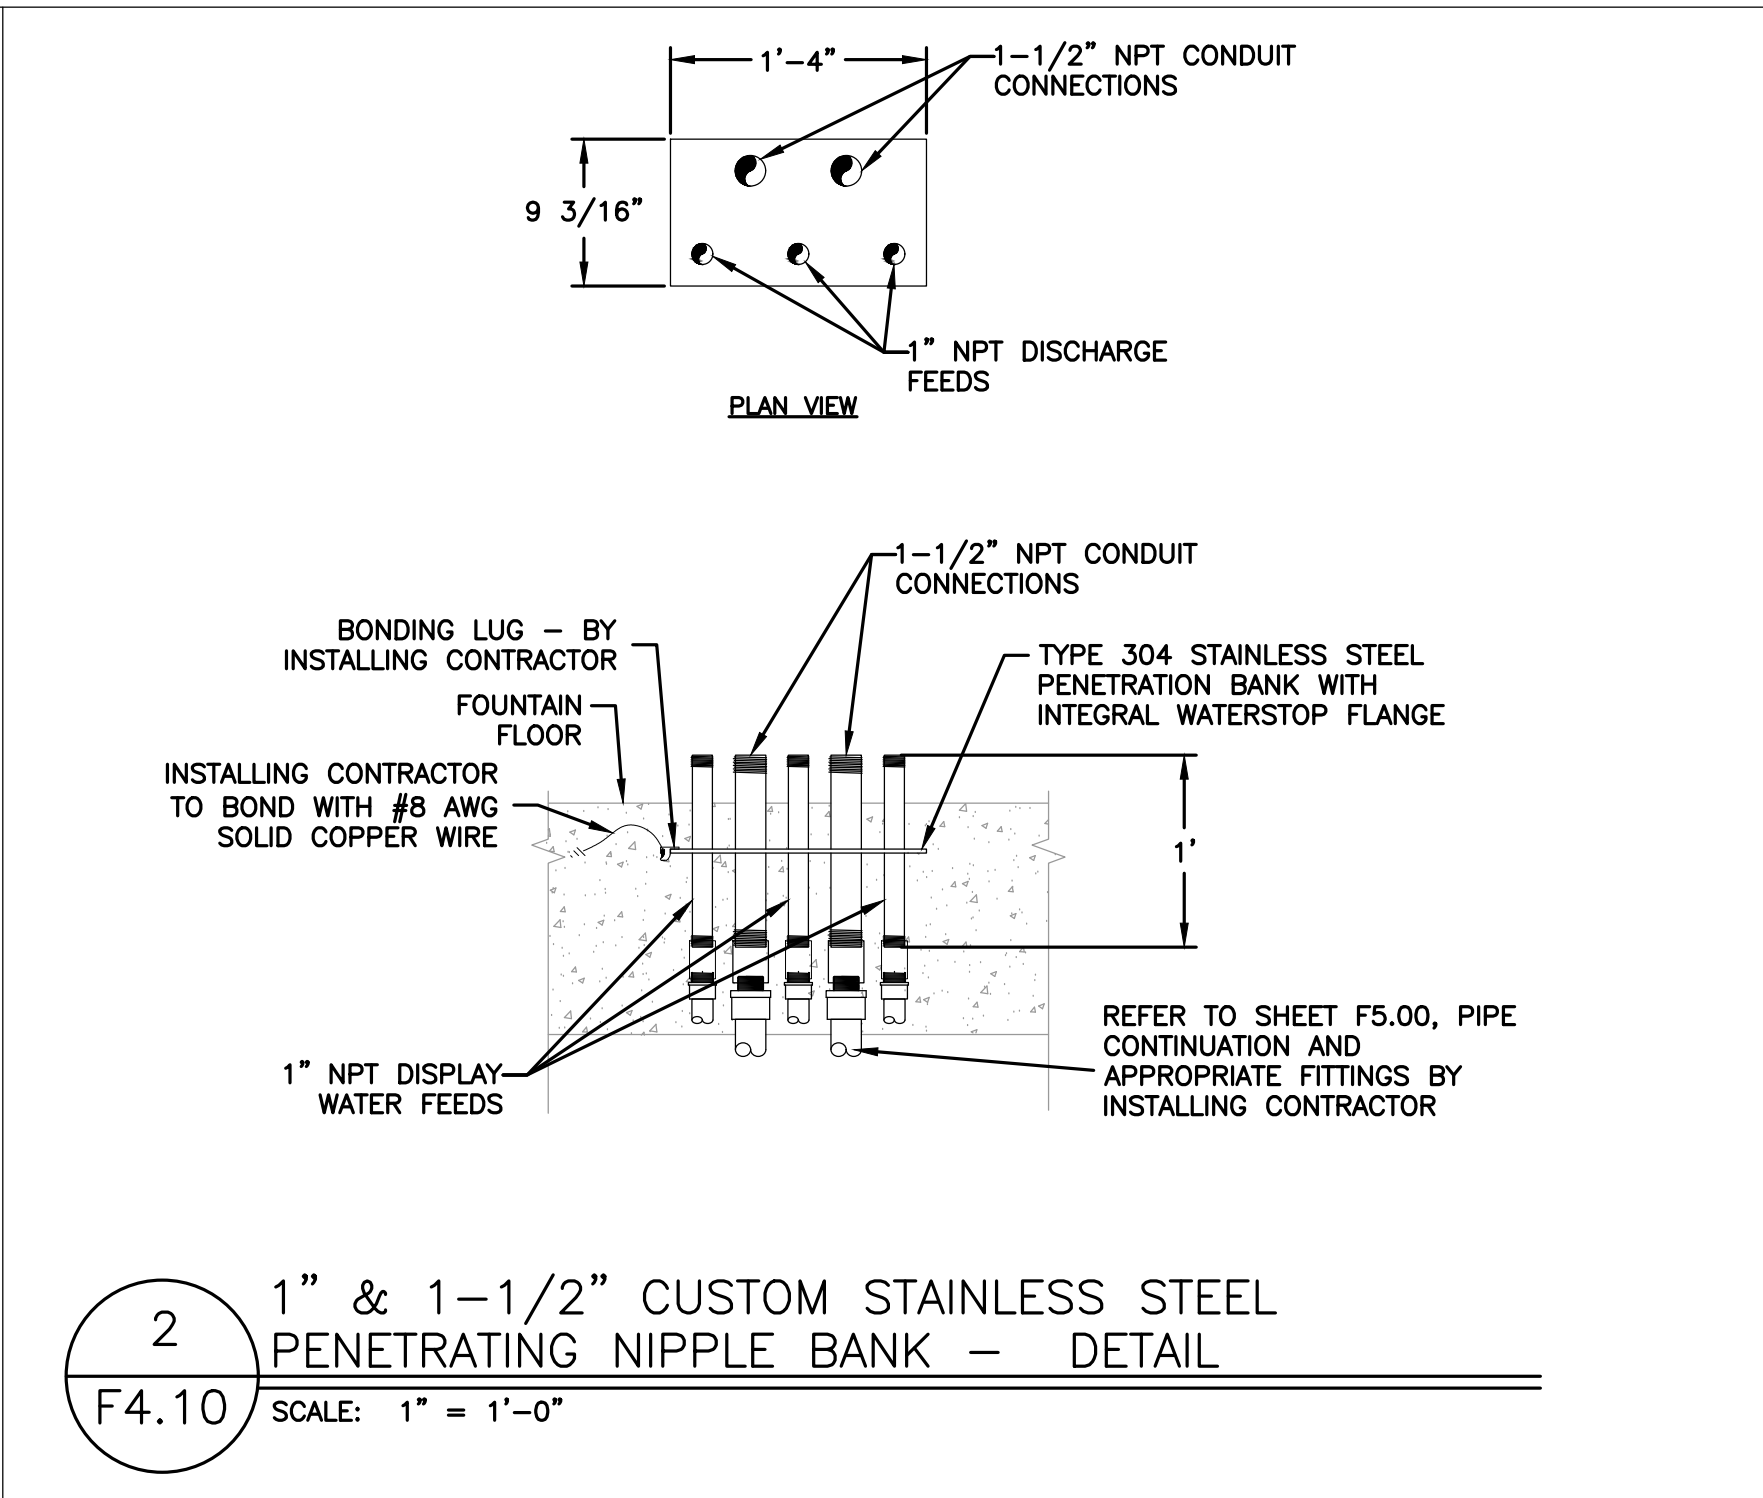 1'-4"
1-1/2" NPT CONDUIT
CONNECTIONS
9 3/16"
1" NPT DISCHARGE
FEEDS
PLAN VIEW
1-1/2" NPT CONDUIT
CONNECTIONS
BONDING LUG - BY
INSTALLING CONTRACTOR
TYPE 304 STAINLESS STEEL
PENETRATION BANK WITH
INTEGRAL WATERSTOP FLANGE
FOUNTAIN
FLOOR
INSTALLING CONTRACTOR
TO BOND WITH #8 AWG
SOLID COPPER WIRE
1'
REFER TO SHEET F5.00, PIPE
CONTINUATION AND
APPROPRIATE FITTINGS BY
INSTALLING CONTRACTOR
1" NPT DISPLAY
WATER FEEDS
2
F4.10
1" & 1-1/2" CUSTOM STAINLESS STEEL
PENETRATING NIPPLE BANK - DETAIL
SCALE: 1" = 1'-0"